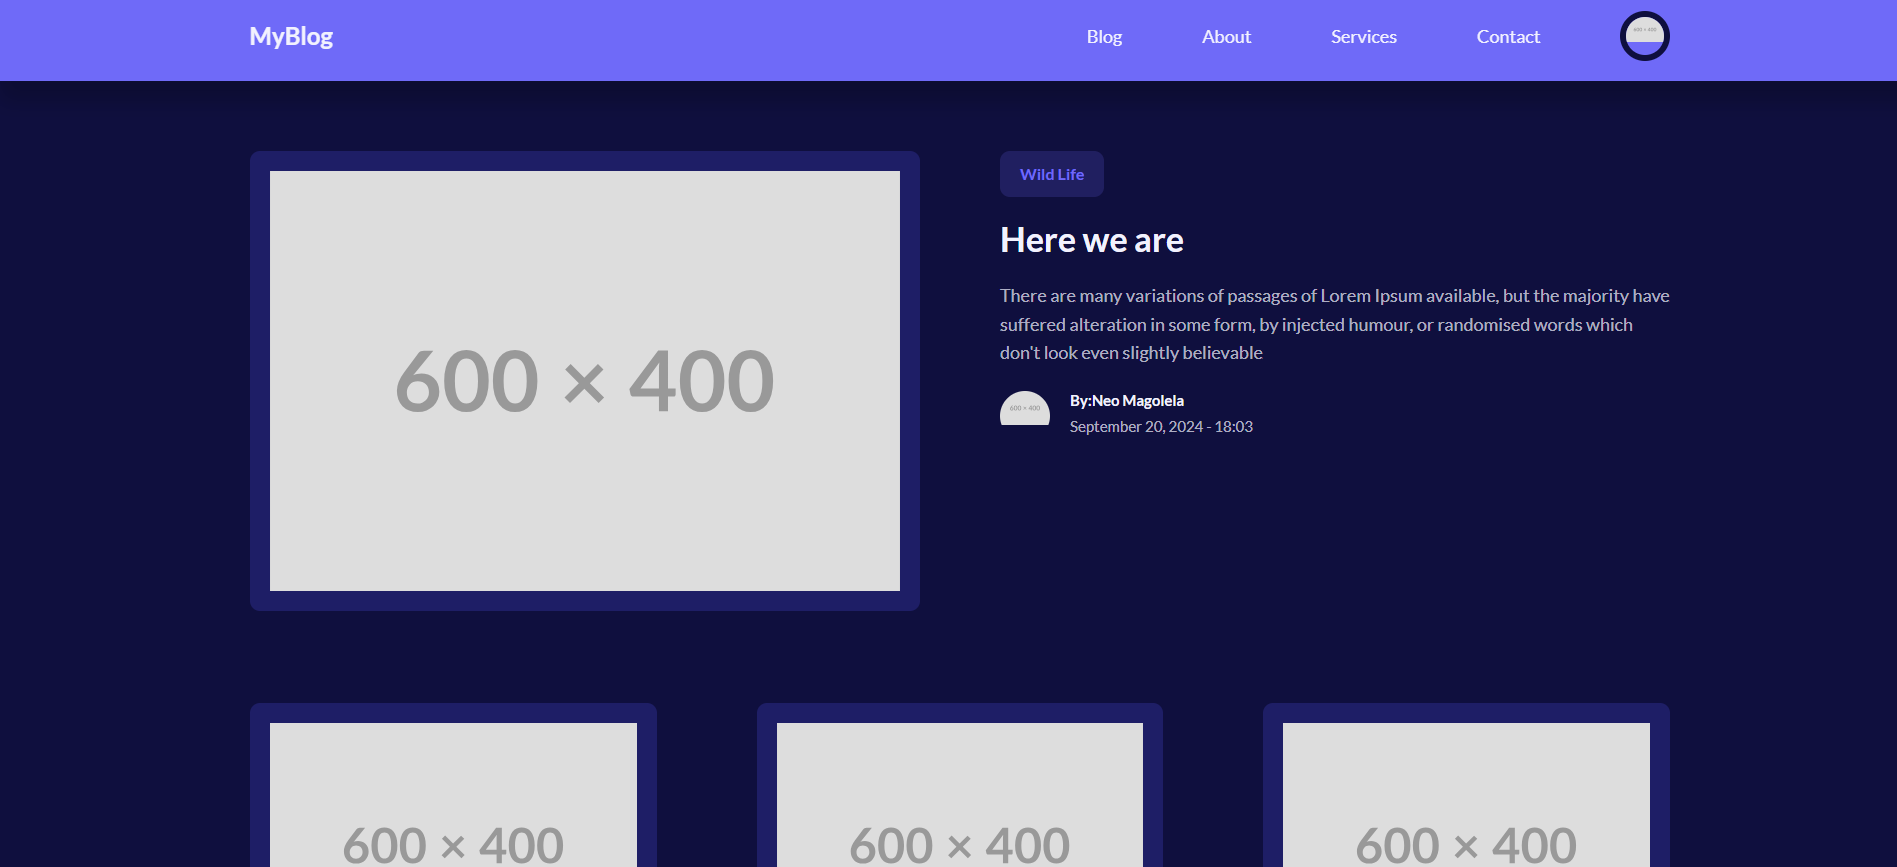 MyBlog
Blog
About
Services
Contact
600 × 400
600 × 400
Wild Life
Here we are
There are many variations of passages of Lorem Ipsum available, but the majority have
suffered alteration in some form, by injected humour, or randomised words which
don't look even slightly believable
600 × 400
By:Neo Magolela
September 20, 2024 - 18:03
600 × 400
600 × 400
600 × 400